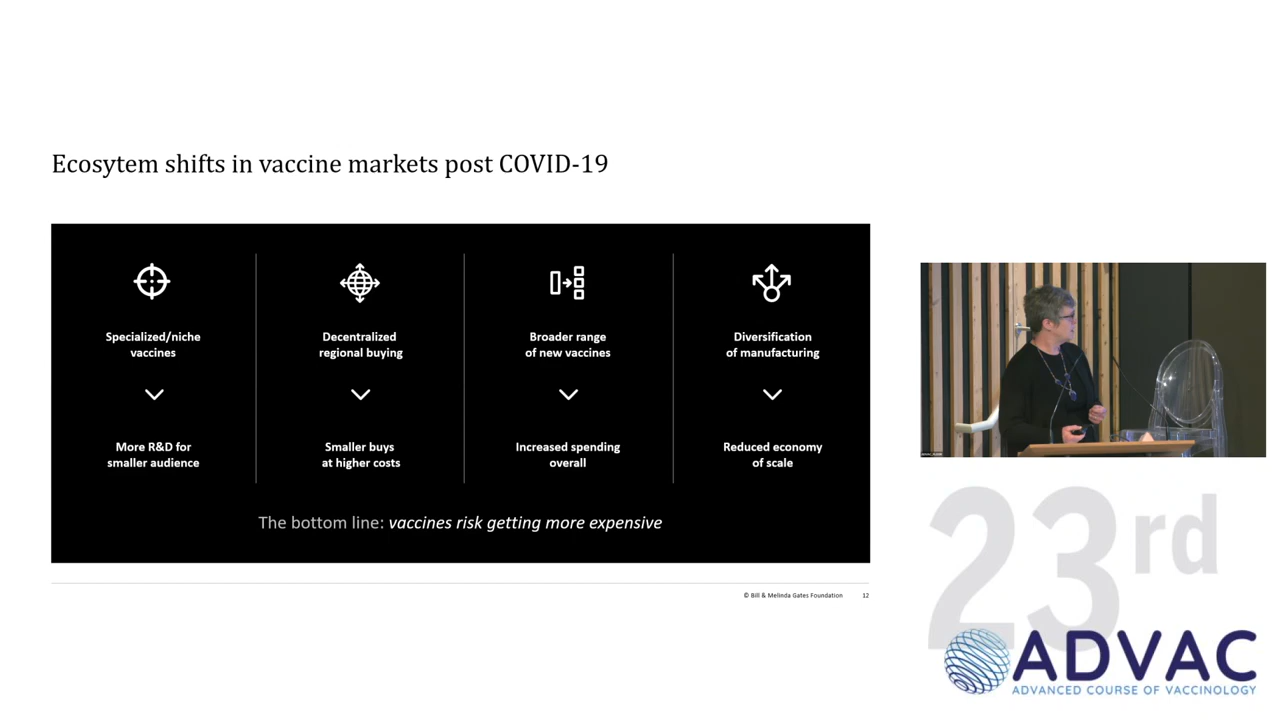 Ecosytem shifts in vaccine markets post COVID-19
Specialized/niche
vaccines
More R&D for
smaller audience
Decentralized
regional buying
Smaller buys
at higher costs
Broader range
of new vaccines
Increased spending
overall
Diversification
of manufacturing
Reduced economy
of scale
The bottom line: vaccines risk getting more expensive
© Bill & Melinda Gates Foundation 12
23rd
ADVAC
ADVANCED COURSE OF VACCINOLOGY